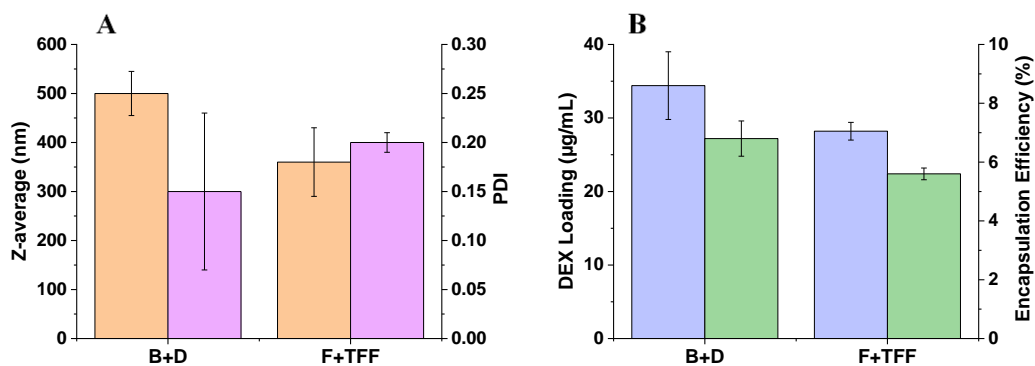 A
Z-average (nm)
600
500
400
300
200
100
0
0.30
0.25
0.20
0.15
0.10
0.05
0.00
PDI
B+D
F+TFF
B
DEX Loading (µg/mL)
40
30
20
10
0
10
8
6
4
2
0
Encapsulation Efficiency (%)
B+D
F+TFF